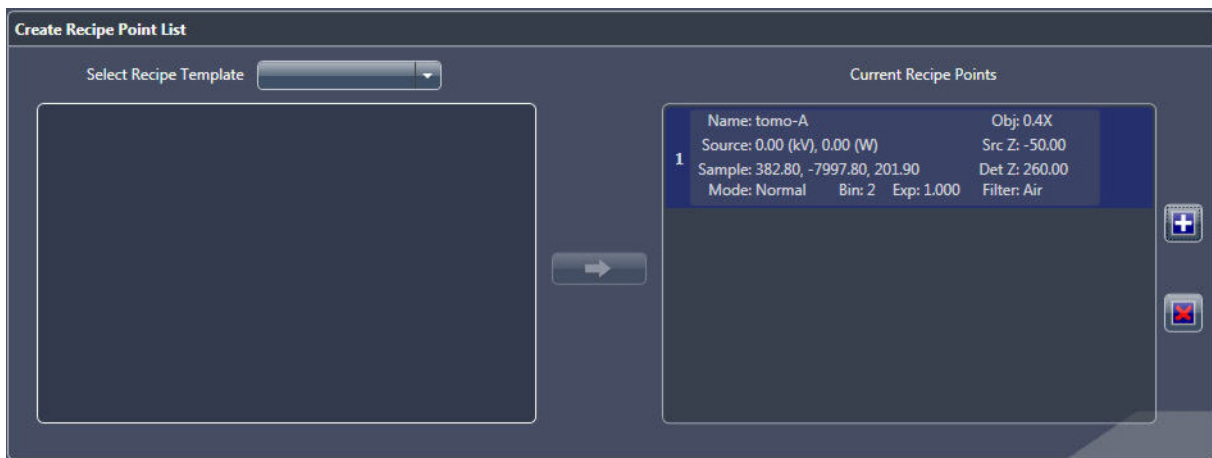 Create Recipe Point List
Select Recipe Template
Current Recipe Points
1
Name: tomo-A Obj: 0.4X
Source: 0.00 (kV), 0.00 (W) Src Z: -50.00
Sample: 382.80, -7997.80, 201.90 Det Z: 260.00
Mode: Normal Bin: 2 Exp: 1.000 Filter: Air